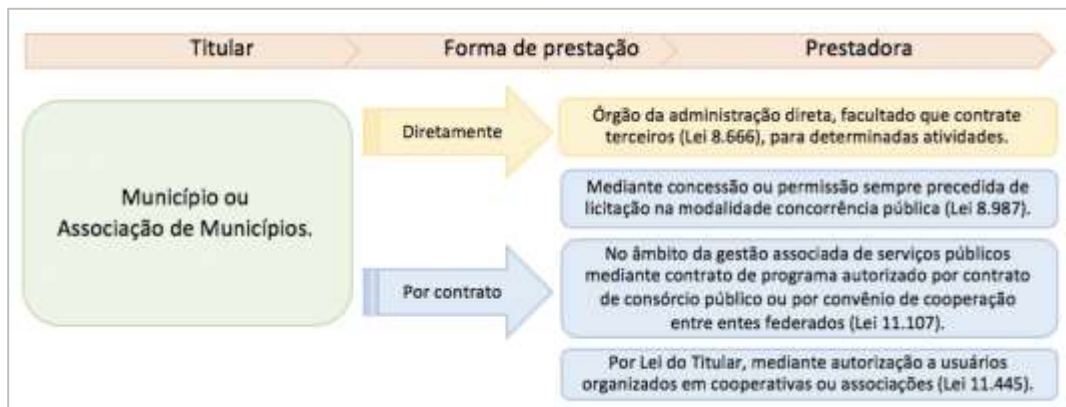 Titular
Forma de prestação
Prestadora
Município ou
Associação de Municípios.
Diretamente
Órgão da administração direta, facultado que contrate
terceiros (Lei 8.666), para determinadas atividades.
Por contrato
Mediante concessão ou permissão sempre precedida de
licitação na modalidade concorrência pública (Lei 8.987).
No âmbito da gestão associada de serviços públicos
mediante contrato de programa autorizado por contrato
de consórcio público ou por convênio de cooperação
entre entes federados (Lei 11.107).
Por Lei do Titular, mediante autorização a usuários
organizados em cooperativas ou associações (Lei 11.445).